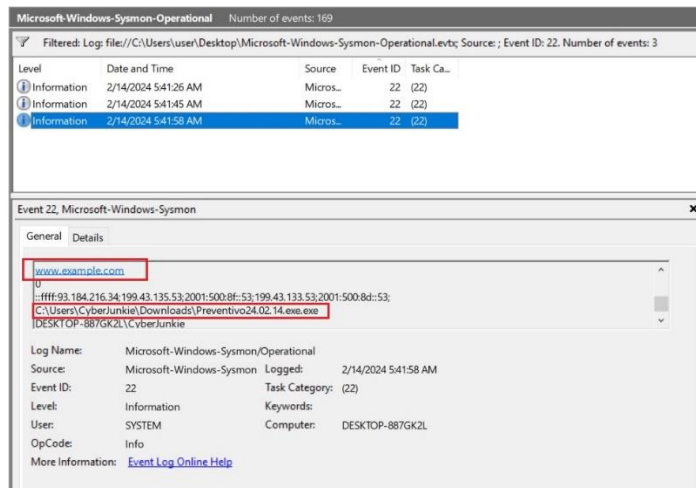 Microsoft-Windows-Sysmon-Operational Number of events: 169
Filtered: Log: file://C:\Users\user\Desktop\Microsoft-Windows-Sysmon-Operational.evtx; Source: ; Event ID: 22. Number of events: 3
Level Date and Time Source Event ID Task Ca...
Information 2/14/2024 5:41:26 AM Micros... 22 (22)
Information 2/14/2024 5:41:45 AM Micros... 22 (22)
Information 2/14/2024 5:41:58 AM Micros... 22 (22)
Event 22, Microsoft-Windows-Sysmon
General Details
www.example.com
0
::ffff:93.184.216.34;199.43.135.53;2001:500:8f::53;199.43.133.53;2001:500:8d::53;
C:\Users\CyberJunkie\Downloads\Preventivo24.02.14.exe.exe
DESKTOP-887GK2L\CyberJunkie
Log Name: Microsoft-Windows-Sysmon/Operational
Source: Microsoft-Windows-Sysmon Logged: 2/14/2024 5:41:58 AM
Event ID: 22 Task Category: (22)
Level: Information Keywords:
User: SYSTEM Computer: DESKTOP-887GK2L
OpCode: Info
More Information: Event Log Online Help